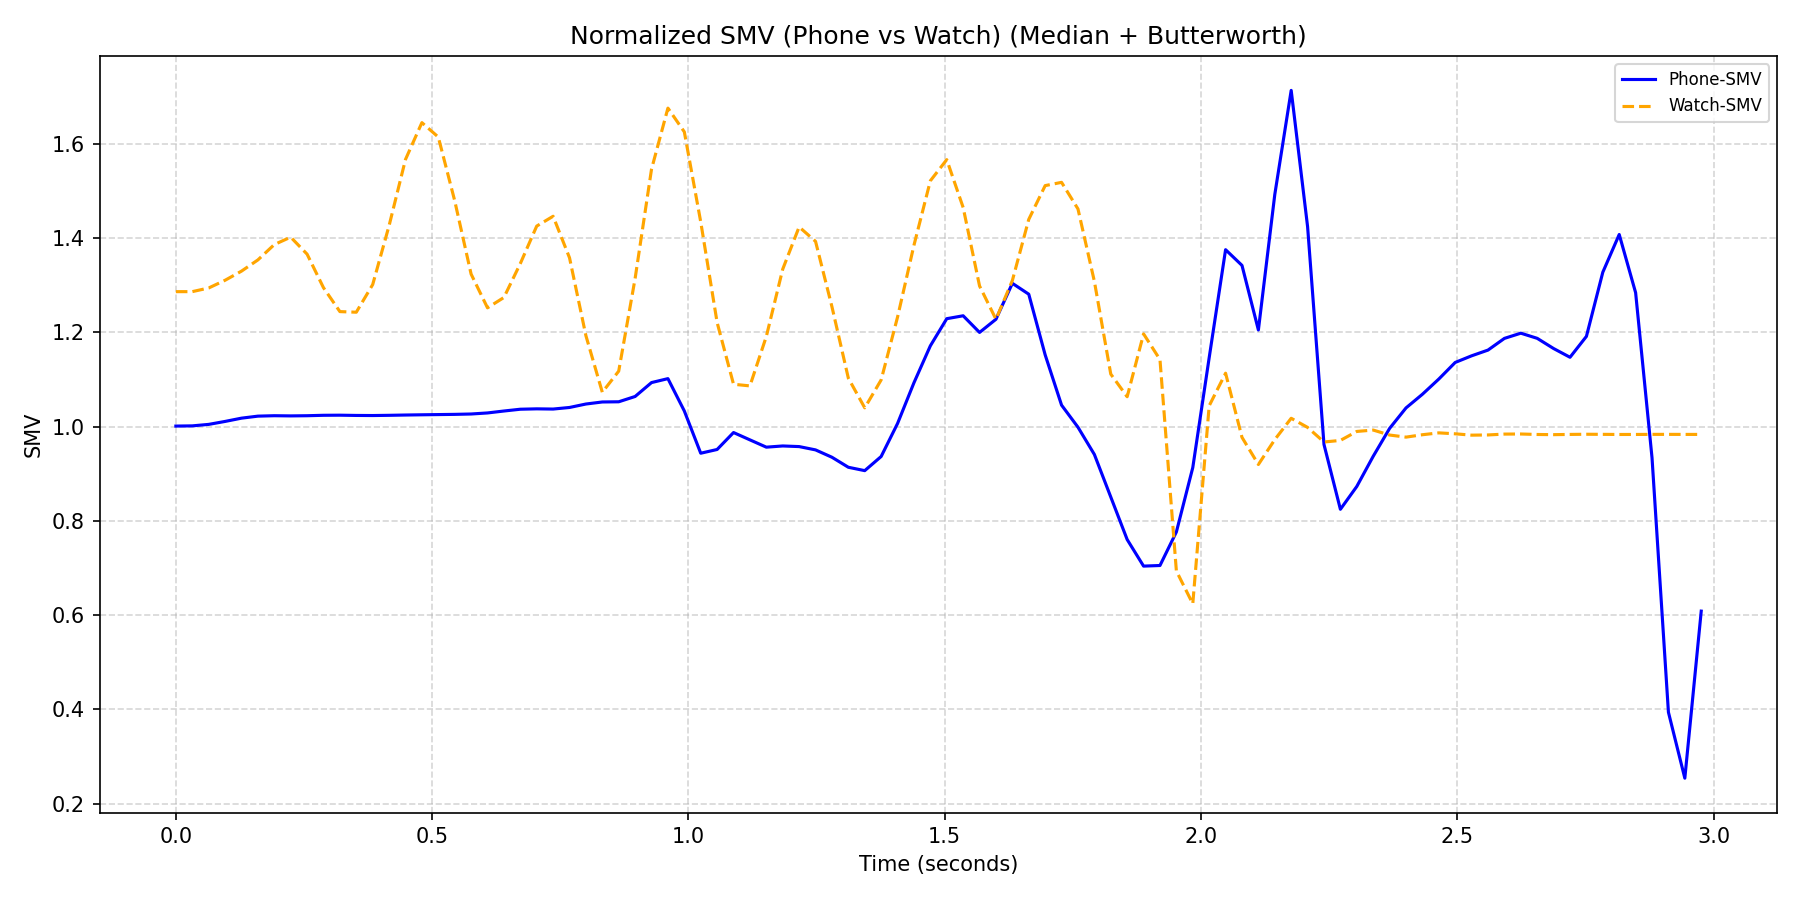 Normalized SMV (Phone vs Watch) (Median + Butterworth)
Phone-SMV
Watch-SMV
SMV
1.6
1.4
1.2
1.0
0.8
0.6
0.4
0.2
0.0 0.5 1.0 1.5 2.0 2.5 3.0
Time (seconds)